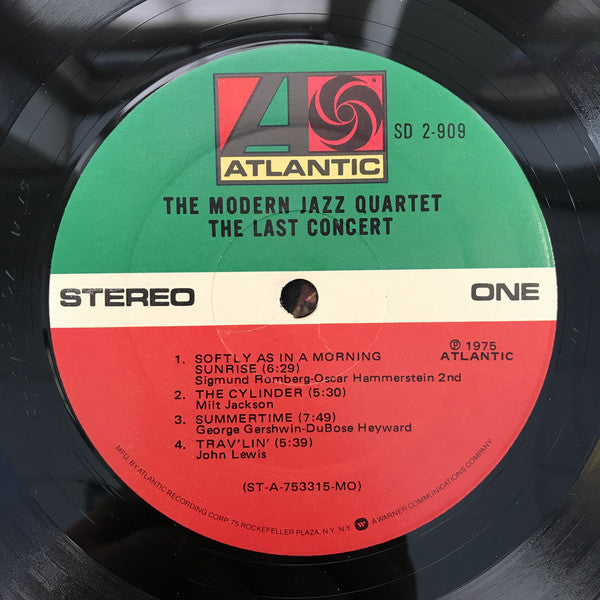 ATLANTIC
SD 2-909
THE MODERN JAZZ QUARTET
THE LAST CONCERT
STEREO
ONE
℗ 1975
ATLANTIC
1. SOFTLY AS IN A MORNING
SUNRISE (6:29)
Sigmund Romberg-Oscar Hammerstein 2nd
2. THE CYLINDER (5:30)
Milt Jackson
3. SUMMERTIME (7:49)
George Gershwin-DuBose Heyward
4. TRAV'LIN' (5:39)
John Lewis
(ST-A-753315-MO)
MFG. BY ATLANTIC RECORDING CORP. 75 ROCKEFELLER PLAZA, N.Y. N.Y. A WARNER COMMUNICATIONS COMPANY